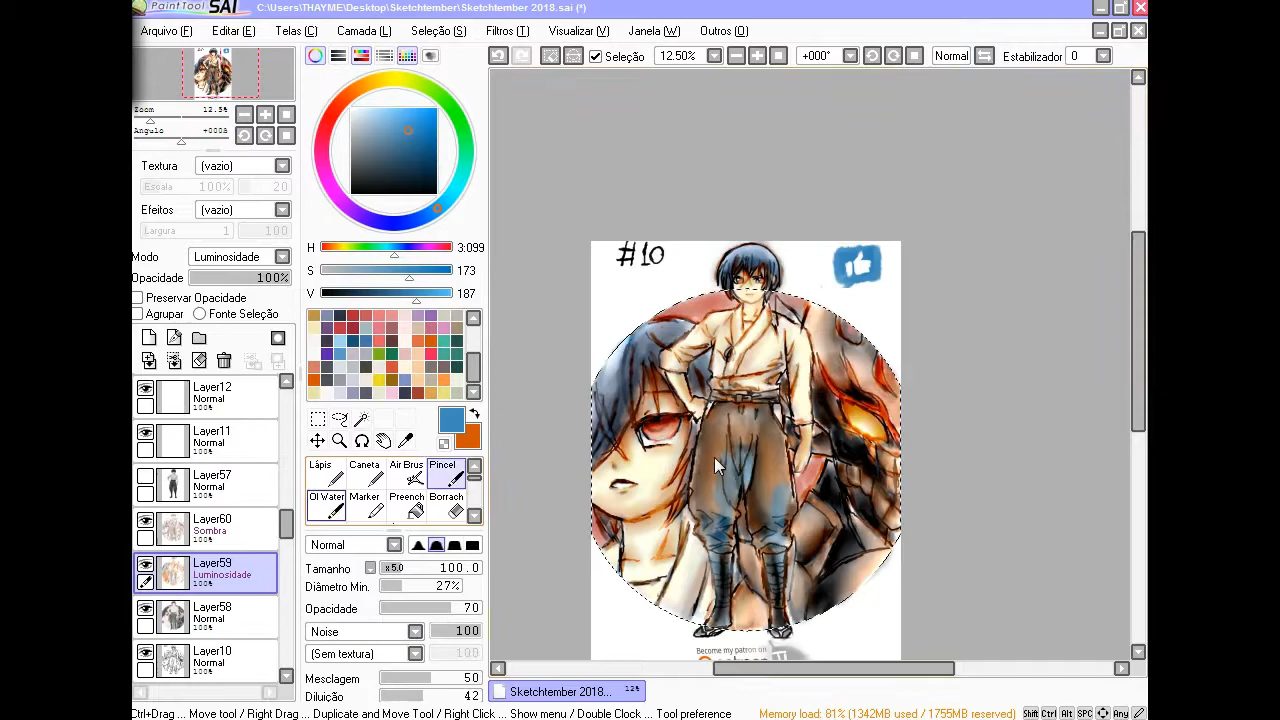 PaintTool SAI C:\Users\THAYME\Desktop\Sketchtember\Sketchtember 2018.sai (*)
Arquivo (F) Editar (E) Telas (C) Camada (L) (S) Filtros (T) Visualizar (W) Janela (W) Outros (O)
Seleção 12.50% +000° Normal Estabilizador 0
Zoom 12.5%
Angulo +000°
Textura (vazio)
Escala 100% 20
Efeitos (vazio)
Largura 1 100
Modo Luminosidade
Opacidade 100%
Preservar Opacidade
Agrupar Fonte Seleção
Layer12
Normal
100%
Layer11
Normal
100%
Layer57
Normal
100%
Layer60
Sombra
100%
Layer59
Luminosidade
100%
Layer58
Normal
100%
Layer10
Normal
100%
H 3:099
S 173
V 187
Lápis Caneta Air Brus Pincel
Ol Water Marker Preench Borrach
Normal
Tamanho x5.0 100.0
Diâmetro Min. 27%
Opacidade 70
Noise 100
(Sem textura) 100
Mesclagem 50
Diluição 42
#10
Become my patron on
Sketchtember 2018... 12%
Ctrl+Drag ... Move tool / Right Drag ... Duplicate and Move Tool / Right Click ... Show menu / Double Click ... Tool preference
Memory load: 81% (1342MB used / 1755MB reserved)
Shift Ctrl Alt SPC Any